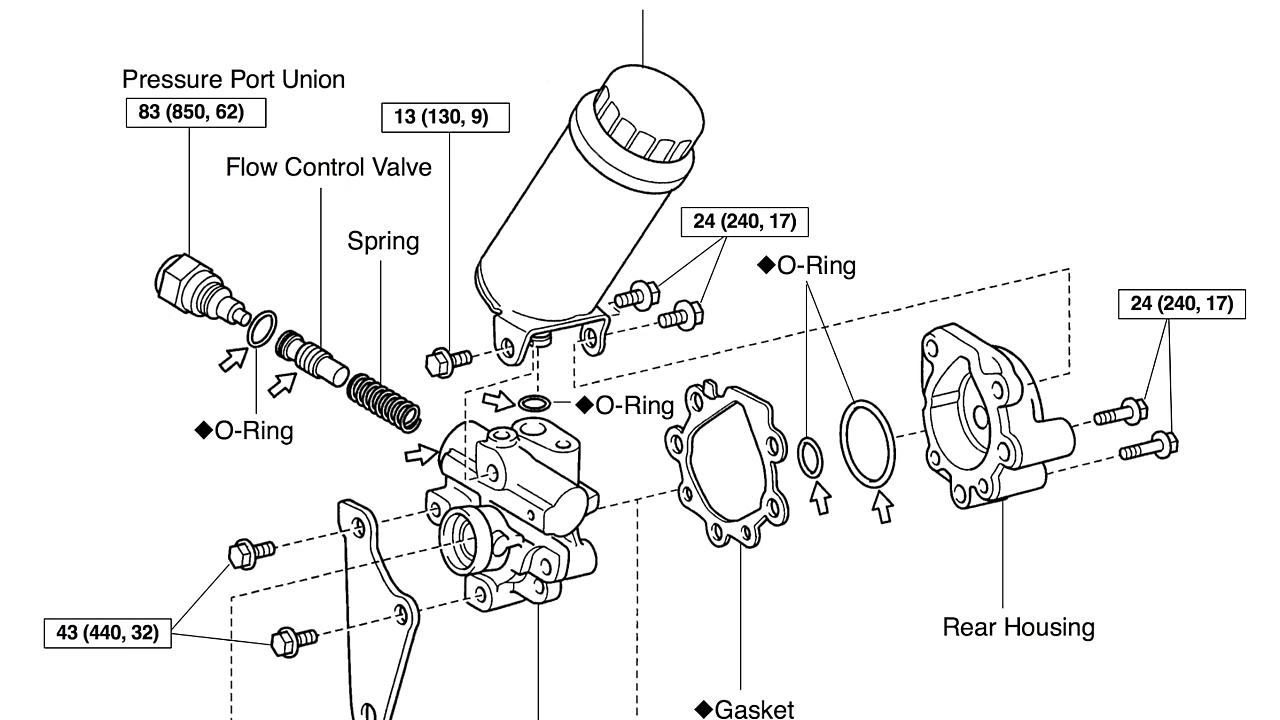 Pressure Port Union
83 (850, 62)
13 (130, 9)
Flow Control Valve
24 (240, 17)
Spring
◆O-Ring
24 (240, 17)
◆O-Ring
◆O-Ring
43 (440, 32)
Rear Housing
◆Gasket